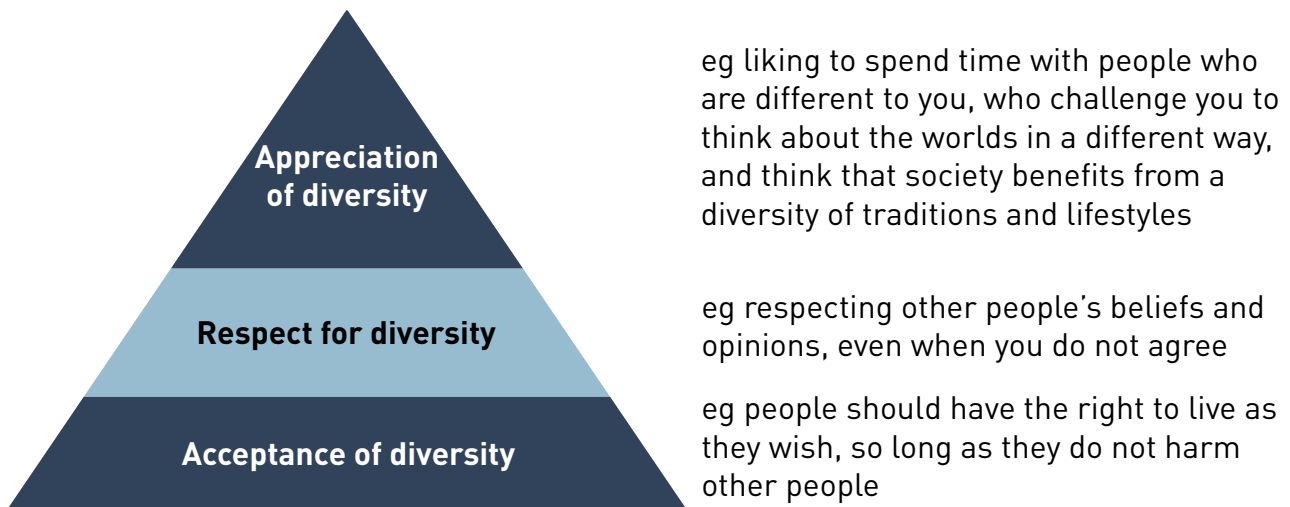 Appreciation
of diversity
eg liking to spend time with people who
are different to you, who challenge you to
think about the worlds in a different way,
and think that society benefits from a
diversity of traditions and lifestyles
Respect for diversity
eg respecting other people’s beliefs and
opinions, even when you do not agree
Acceptance of diversity
eg people should have the right to live as
they wish, so long as they do not harm
other people